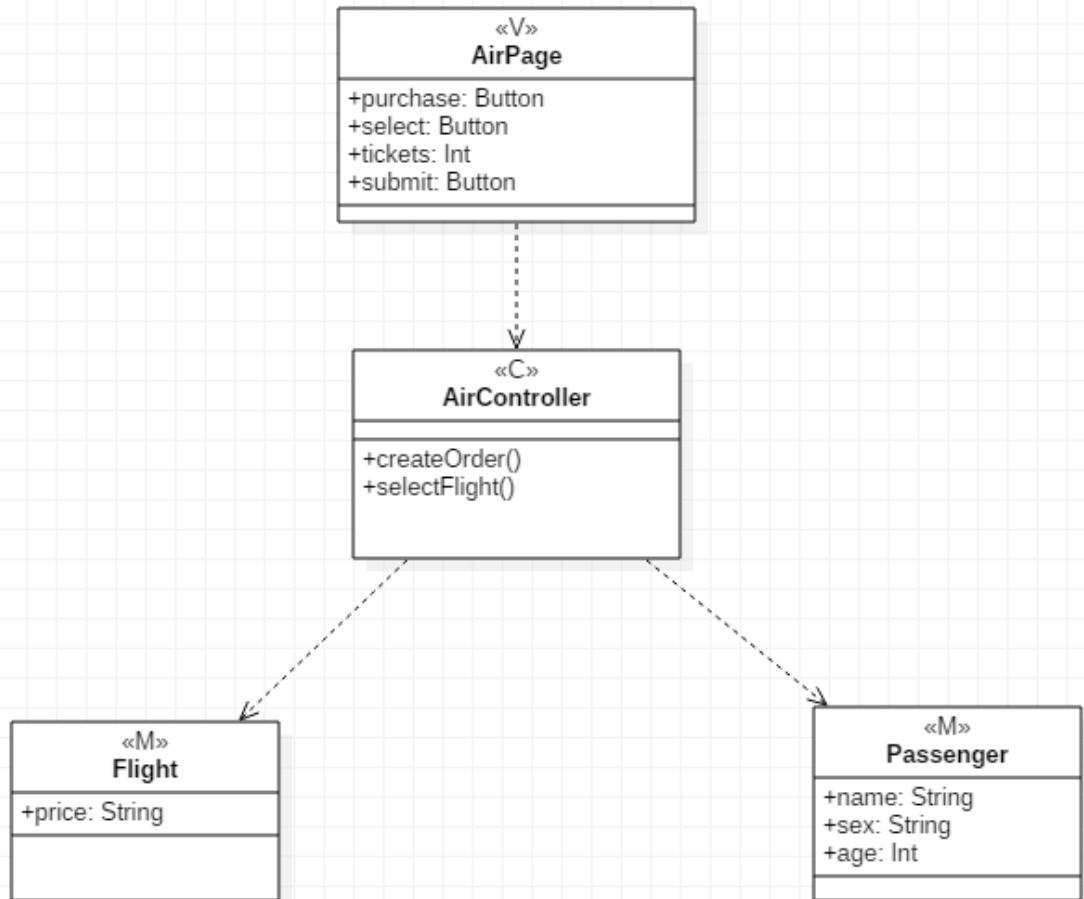 «V»
AirPage
+purchase: Button
+select: Button
+tickets: Int
+submit: Button
«C»
AirController
+createOrder()
+selectFlight()
«M»
Flight
+price: String
«M»
Passenger
+name: String
+sex: String
+age: Int